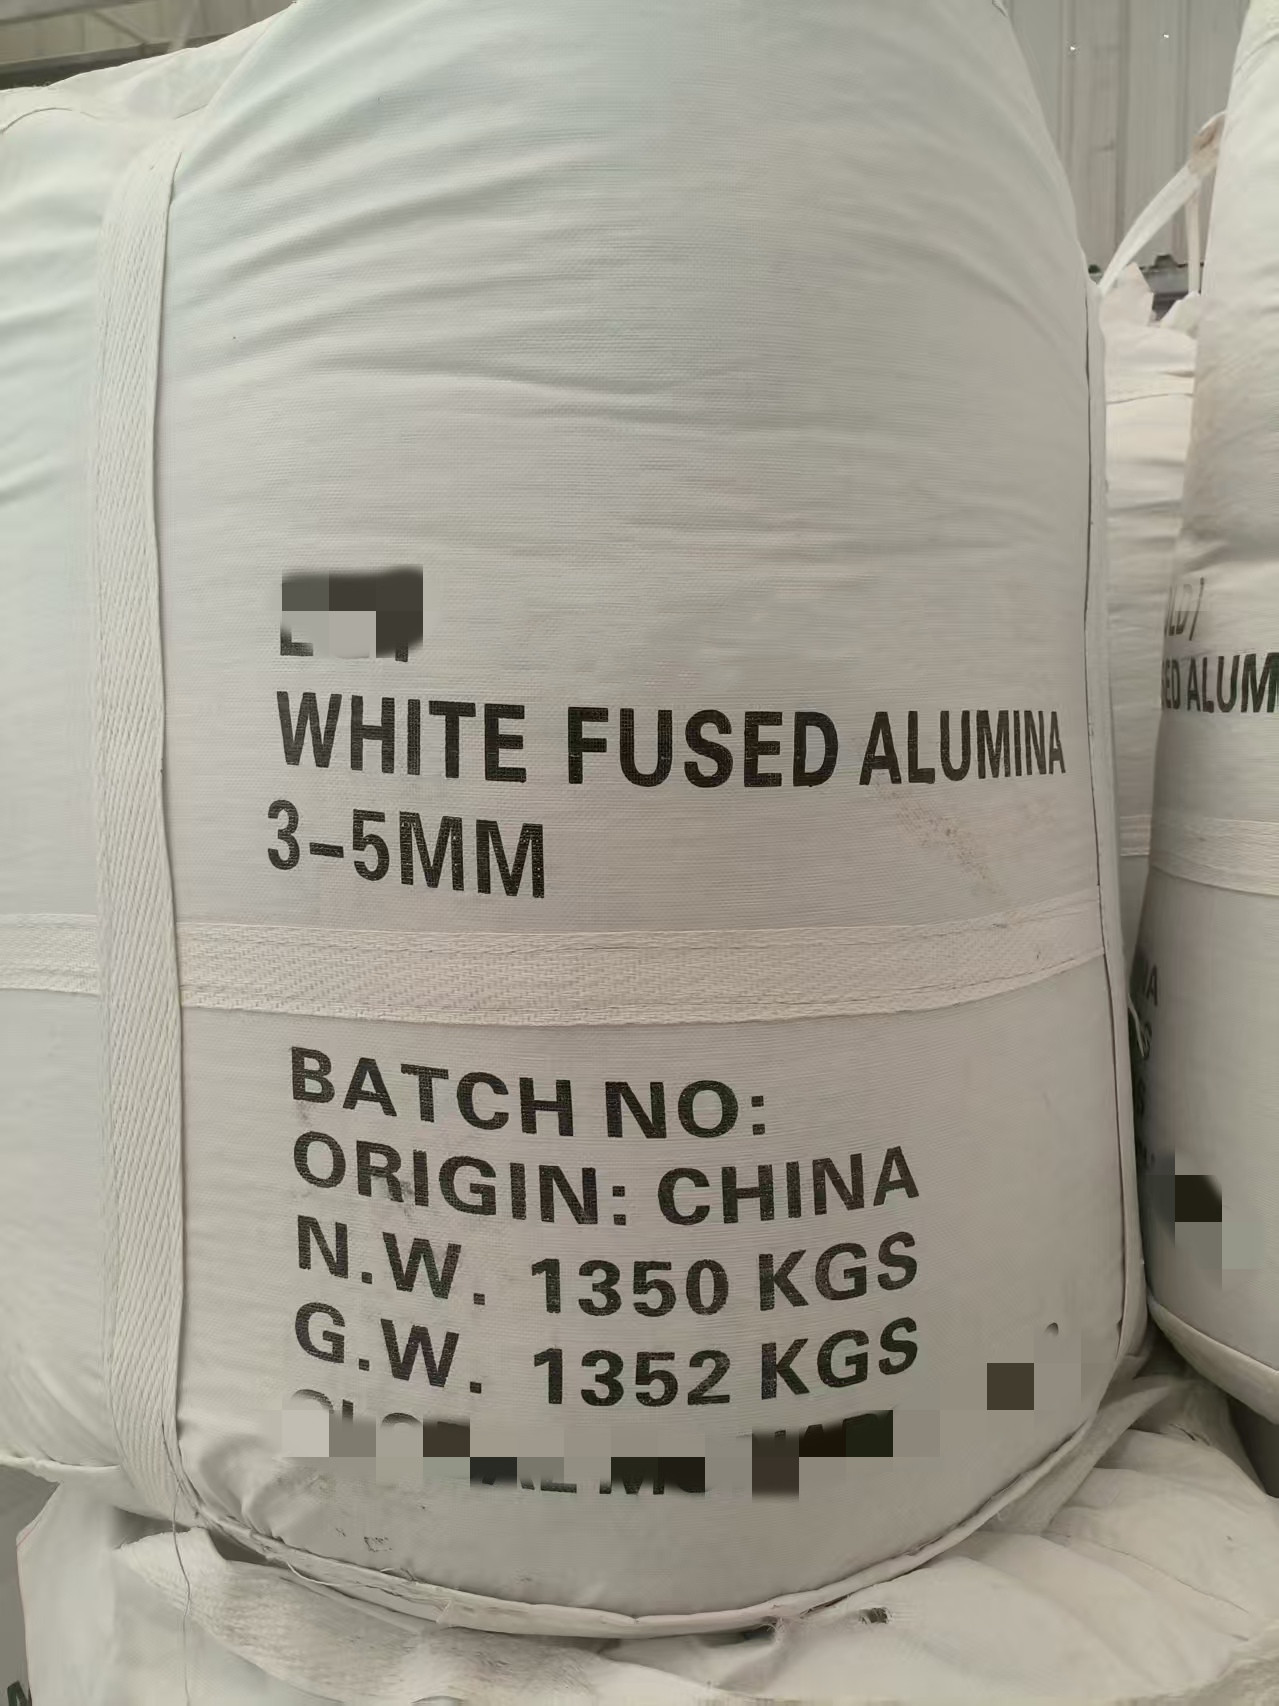 WHITE FUSED ALUMINA
3-5MM
BATCH NO:
ORIGIN: CHINA
N.W. 1350 KGS
G.W. 1352 KGS